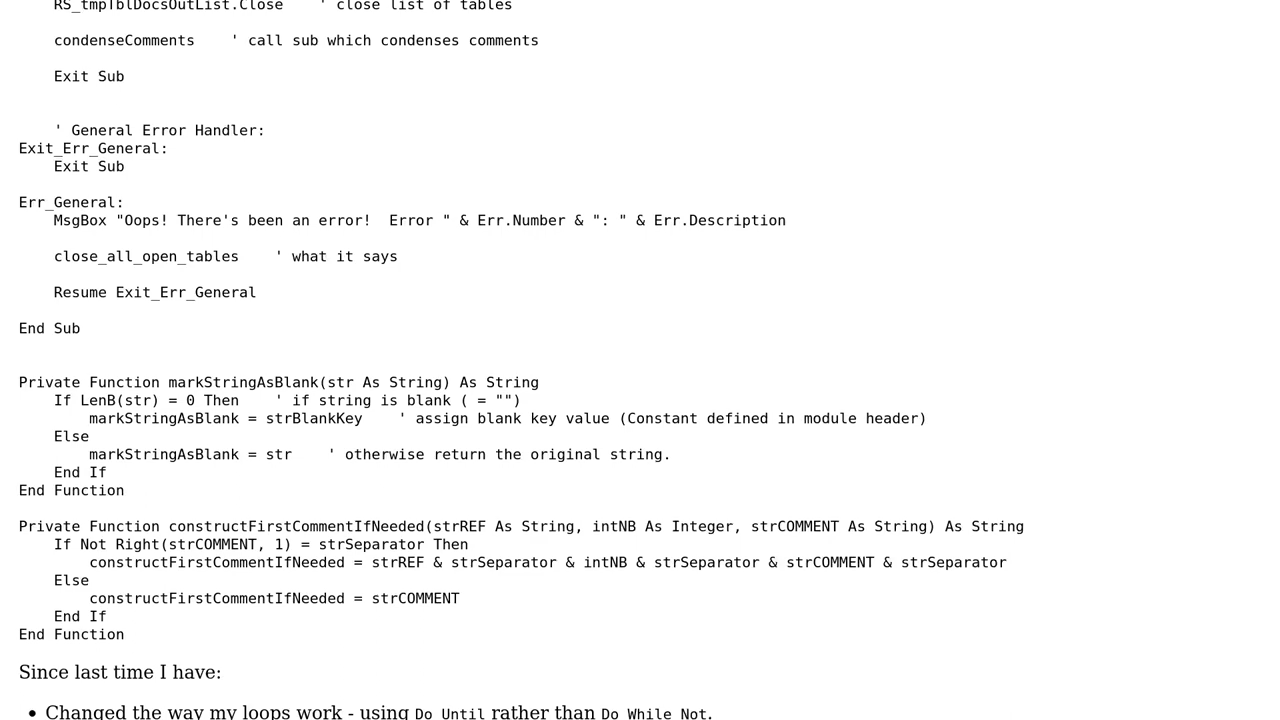 RS_tmpTblDocsOutList.Close    ' close list of tables
condenseComments    ' call sub which condenses comments
Exit Sub
' General Error Handler:
Exit_Err_General:
Exit Sub
Err_General:
MsgBox "Oops! There's been an error!  Error " & Err.Number & ": " & Err.Description
close_all_open_tables    ' what it says
Resume Exit_Err_General
End Sub
Private Function markStringAsBlank(str As String) As String
If LenB(str) = 0 Then    ' if string is blank ( = "")
markStringAsBlank = strBlankKey    ' assign blank key value (Constant defined in module header)
Else
markStringAsBlank = str    ' otherwise return the original string.
End If
End Function
Private Function constructFirstCommentIfNeeded(strREF As String, intNB As Integer, strCOMMENT As String) As String
If Not Right(strCOMMENT, 1) = strSeparator Then
constructFirstCommentIfNeeded = strREF & strSeparator & intNB & strSeparator & strCOMMENT & strSeparator
Else
constructFirstCommentIfNeeded = strCOMMENT
End If
End Function
Since last time I have:
• Changed the way my loops work - using Do Until rather than Do While Not.